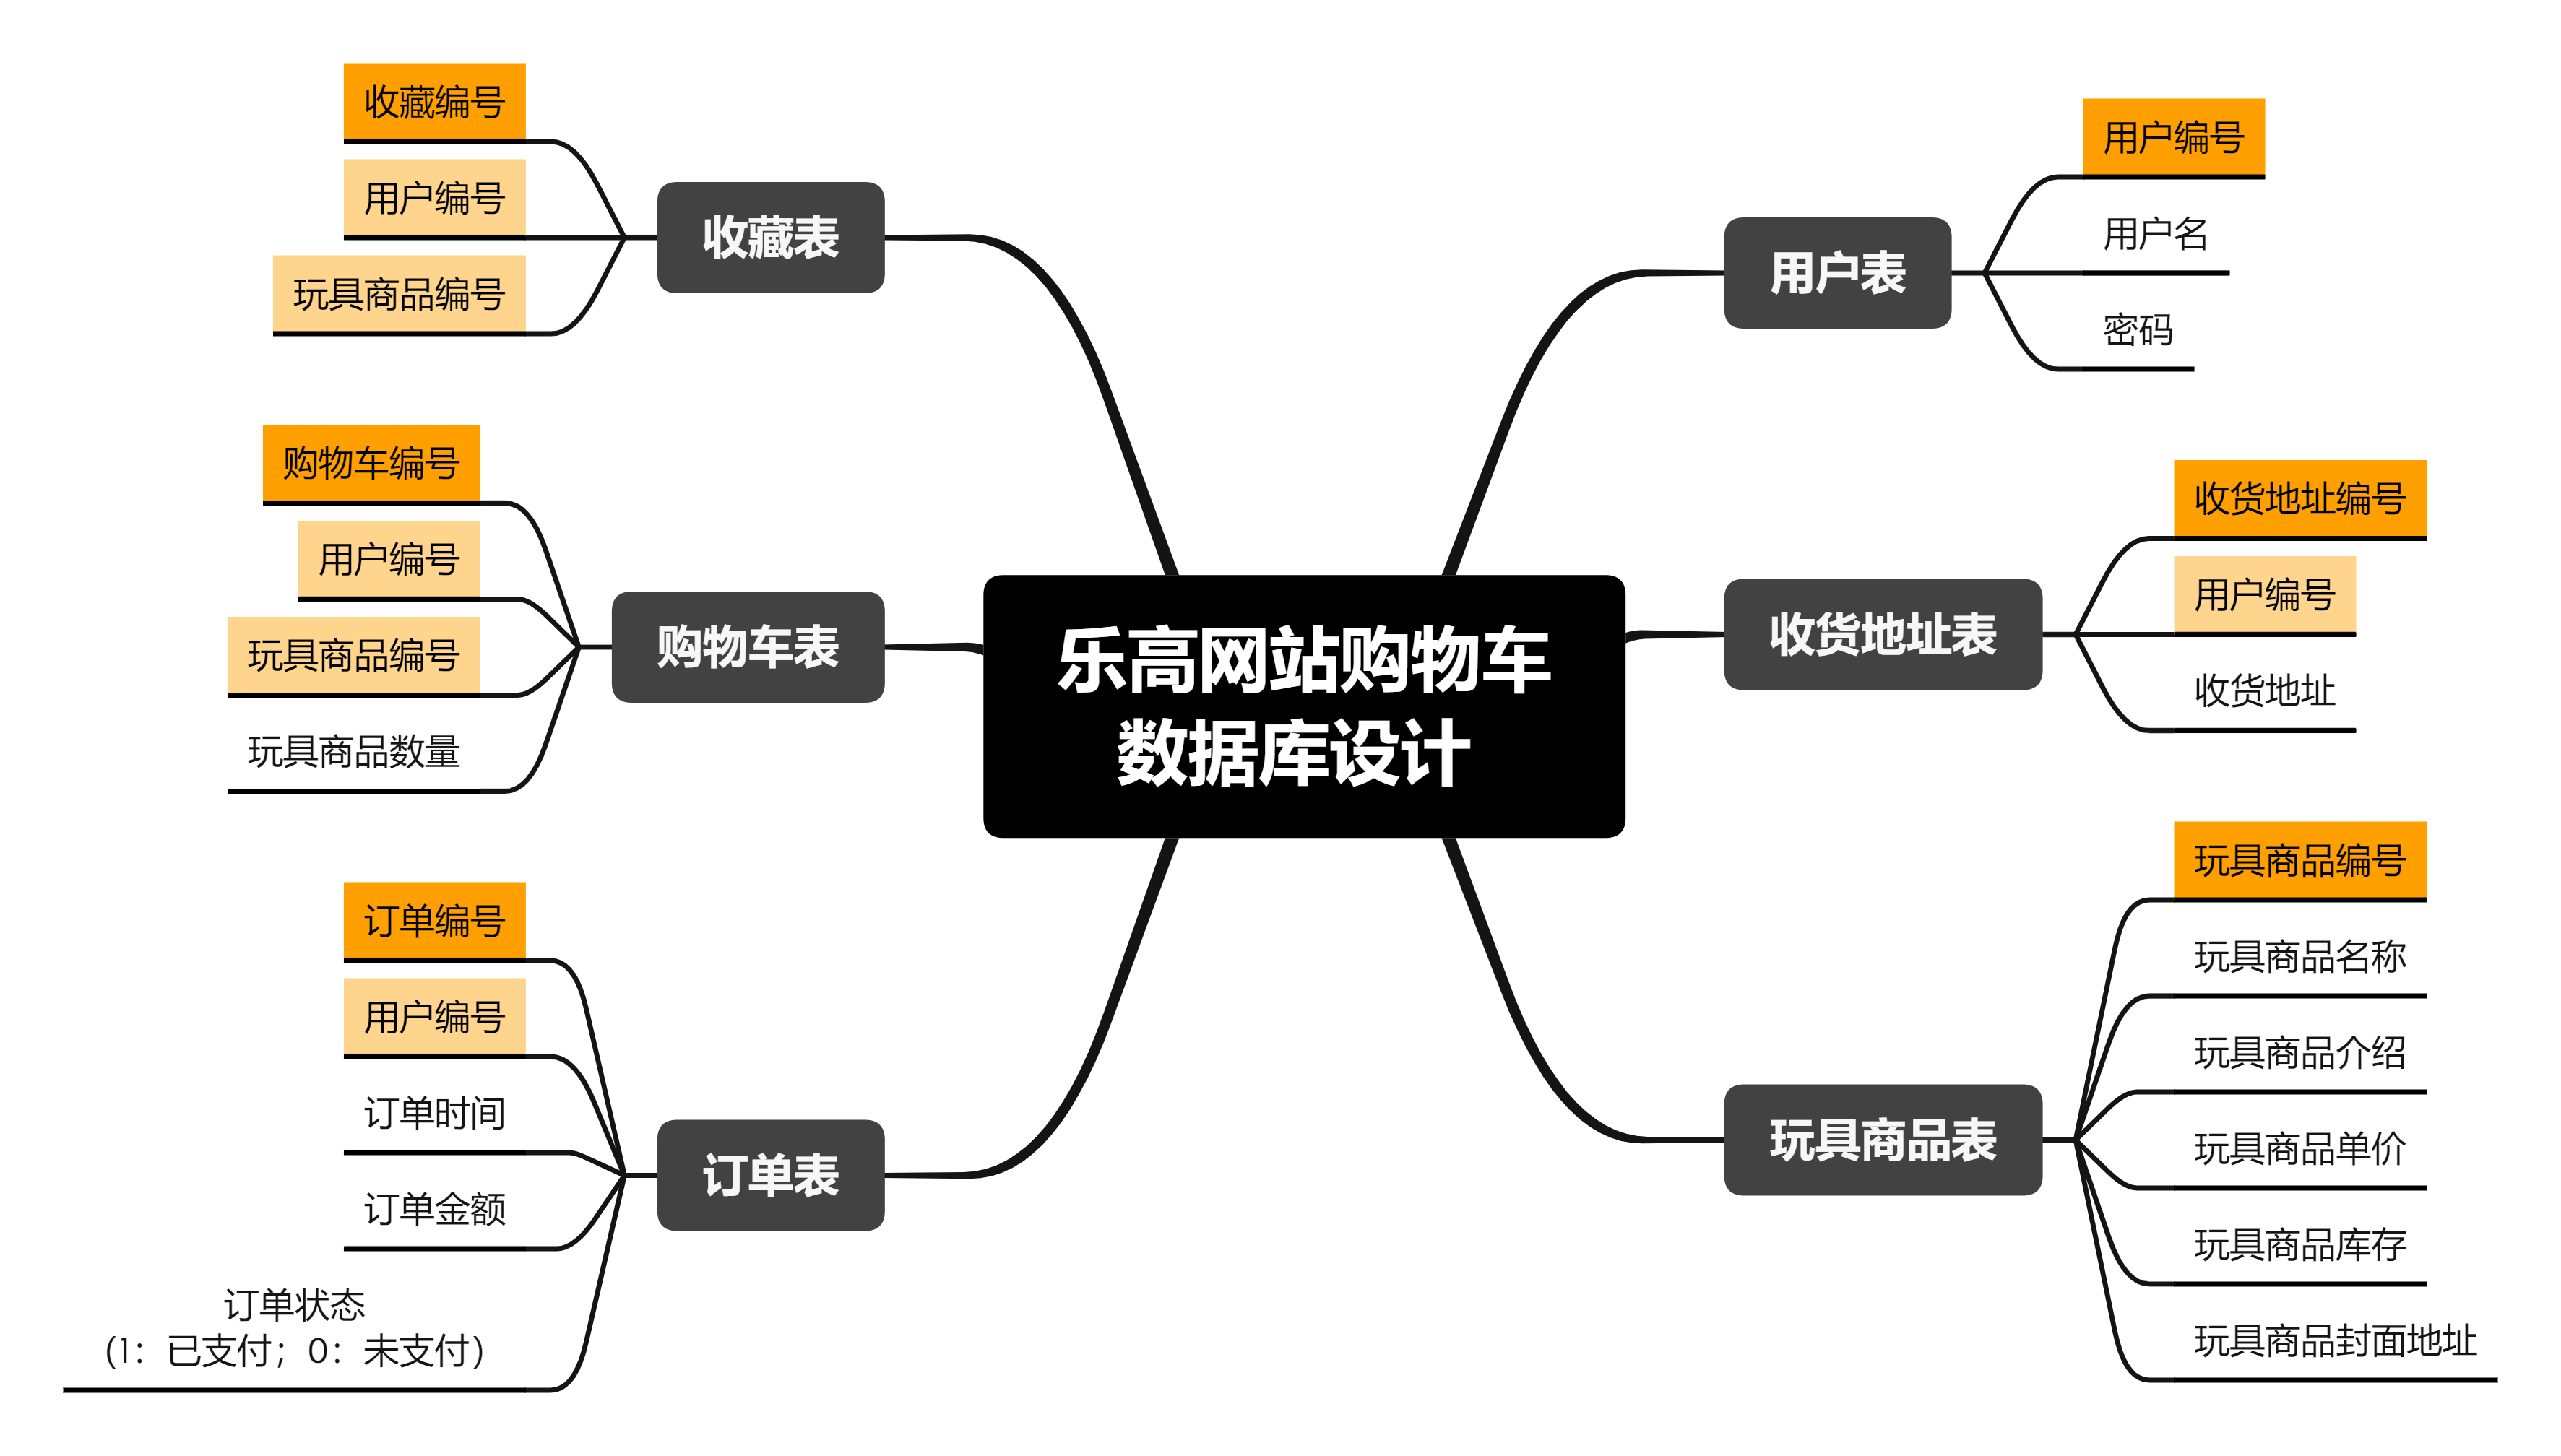 乐高网站购物车
数据库设计
用户表
用户编号
用户名
密码
收货地址表
收货地址编号
用户编号
收货地址
玩具商品表
玩具商品编号
玩具商品名称
玩具商品介绍
玩具商品单价
玩具商品库存
玩具商品封面地址
收藏表
收藏编号
用户编号
玩具商品编号
购物车表
购物车编号
用户编号
玩具商品编号
玩具商品数量
订单表
订单编号
用户编号
订单时间
订单金额
订单状态
（1：已支付；0：未支付）